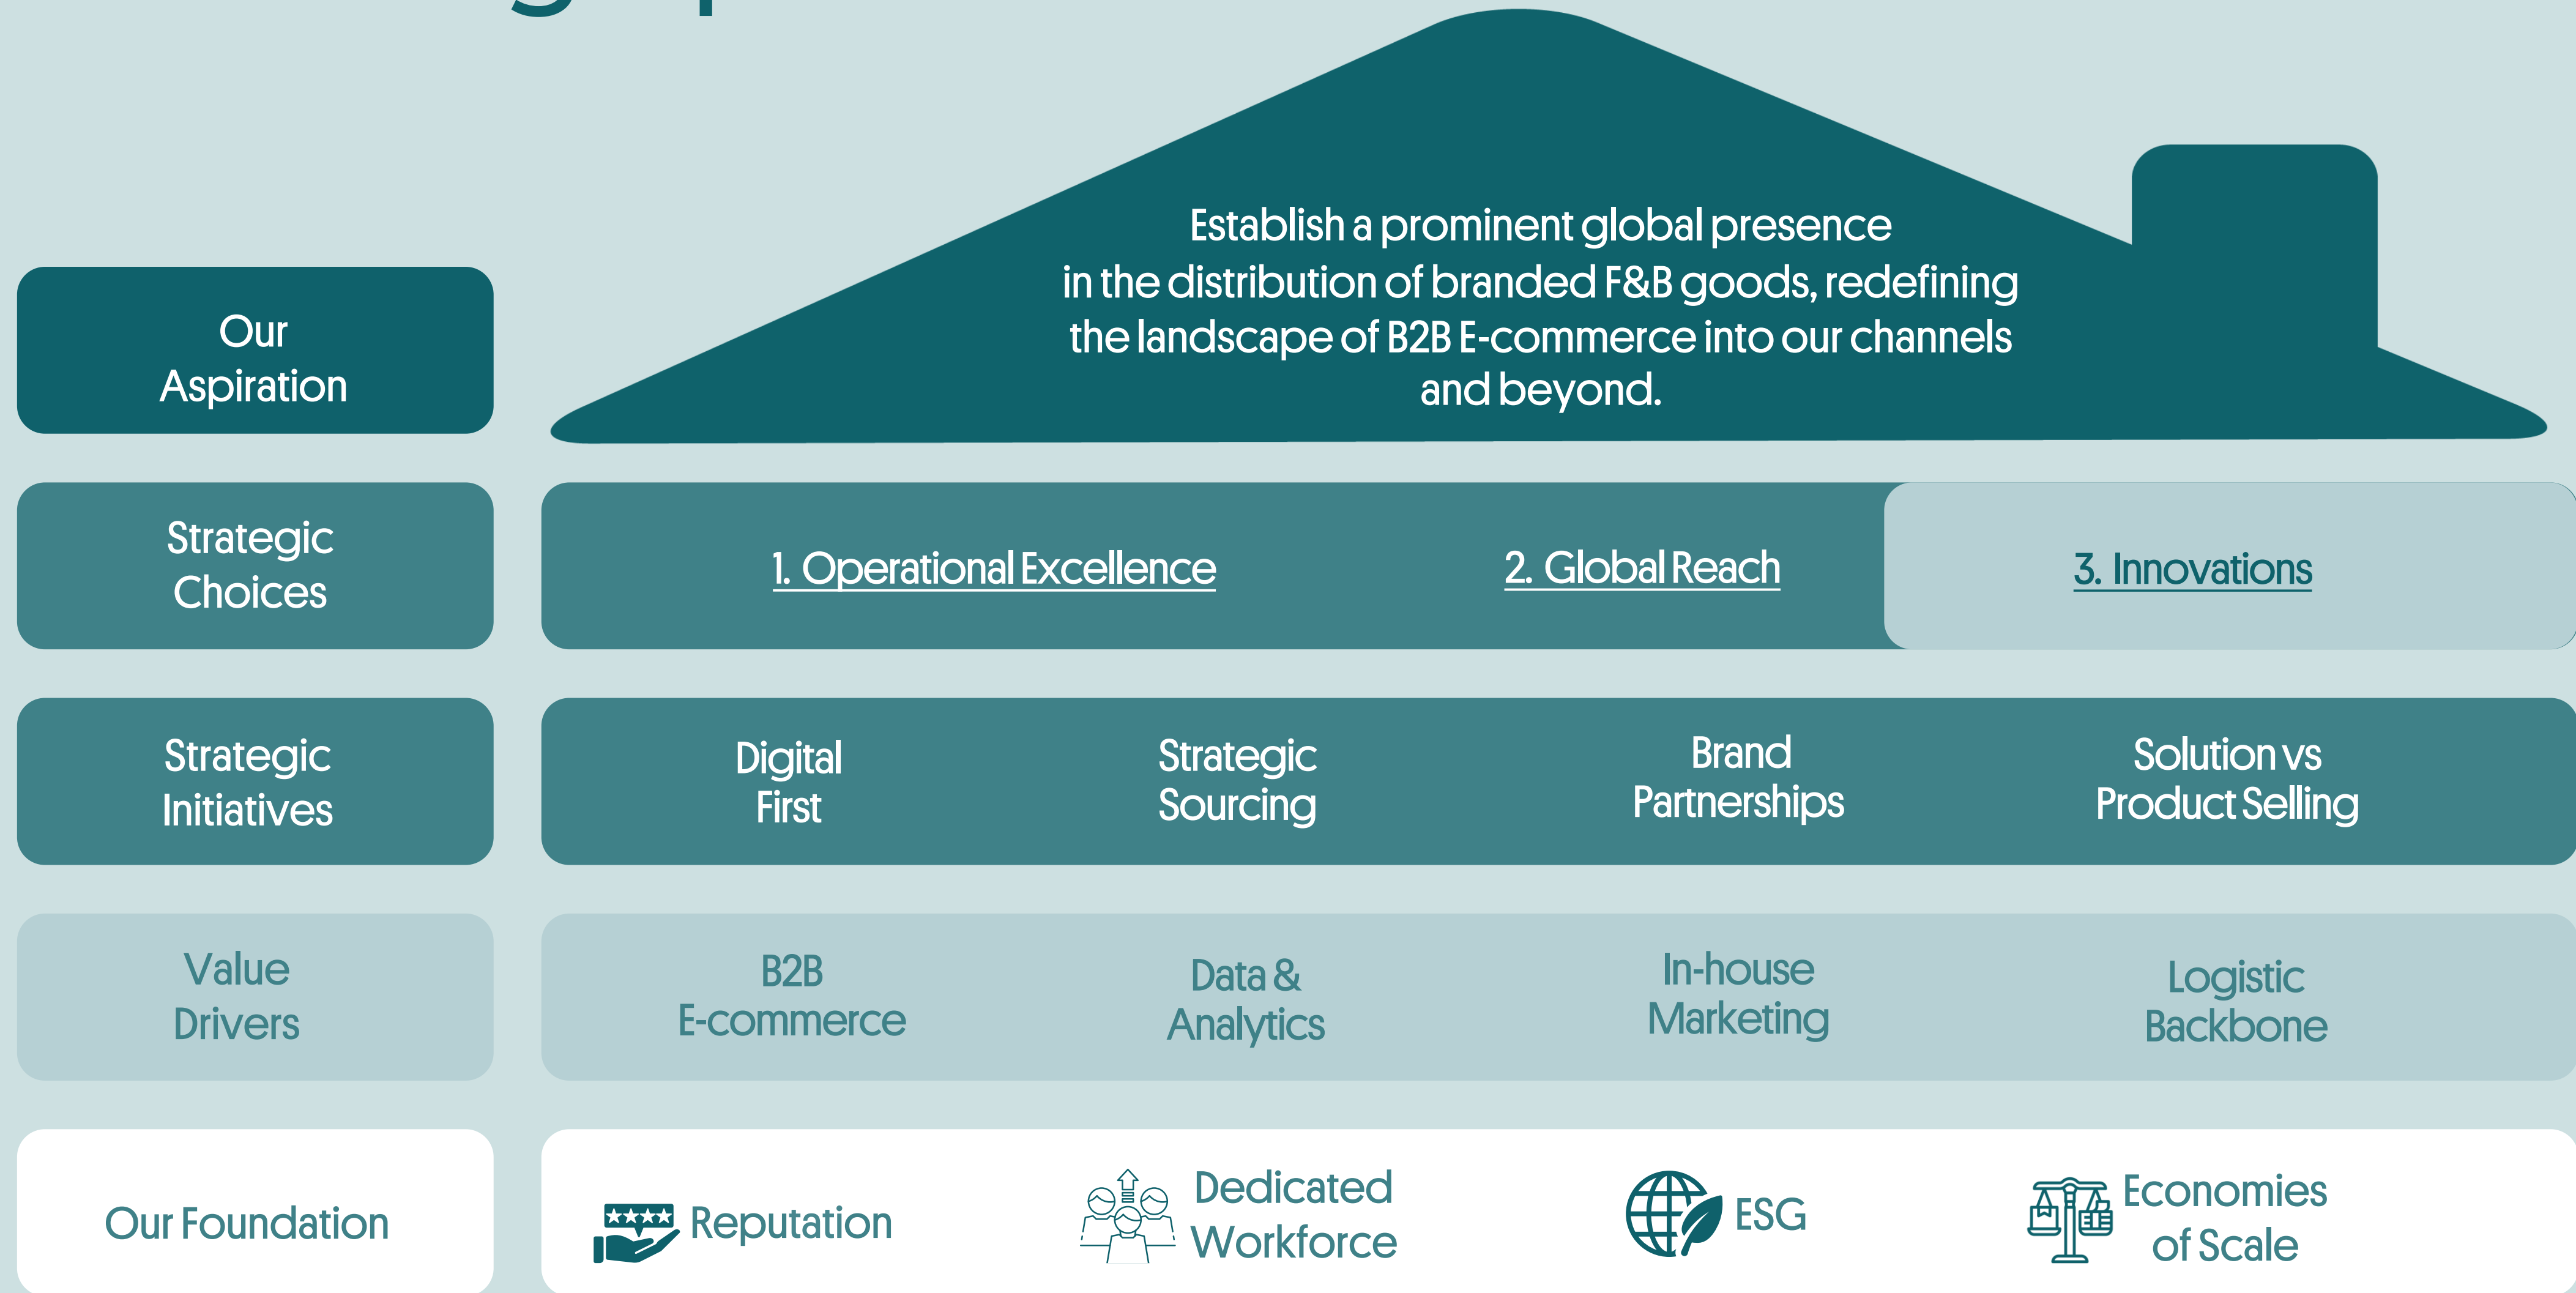 Our
Aspiration
Establish a prominent global presence
in the distribution of branded F&B goods, redefining
the landscape of B2B E-commerce into our channels
and beyond.
Strategic
Choices
1. Operational Excellence
2. Global Reach
3. Innovations
Strategic
Initiatives
Digital
First
Strategic
Sourcing
Brand
Partnerships
Solution vs
Product Selling
Value
Drivers
B2B
E-commerce
Data &
Analytics
In-house
Marketing
Logistic
Backbone
Our Foundation
Reputation
Dedicated
Workforce
ESG
Economies
of Scale